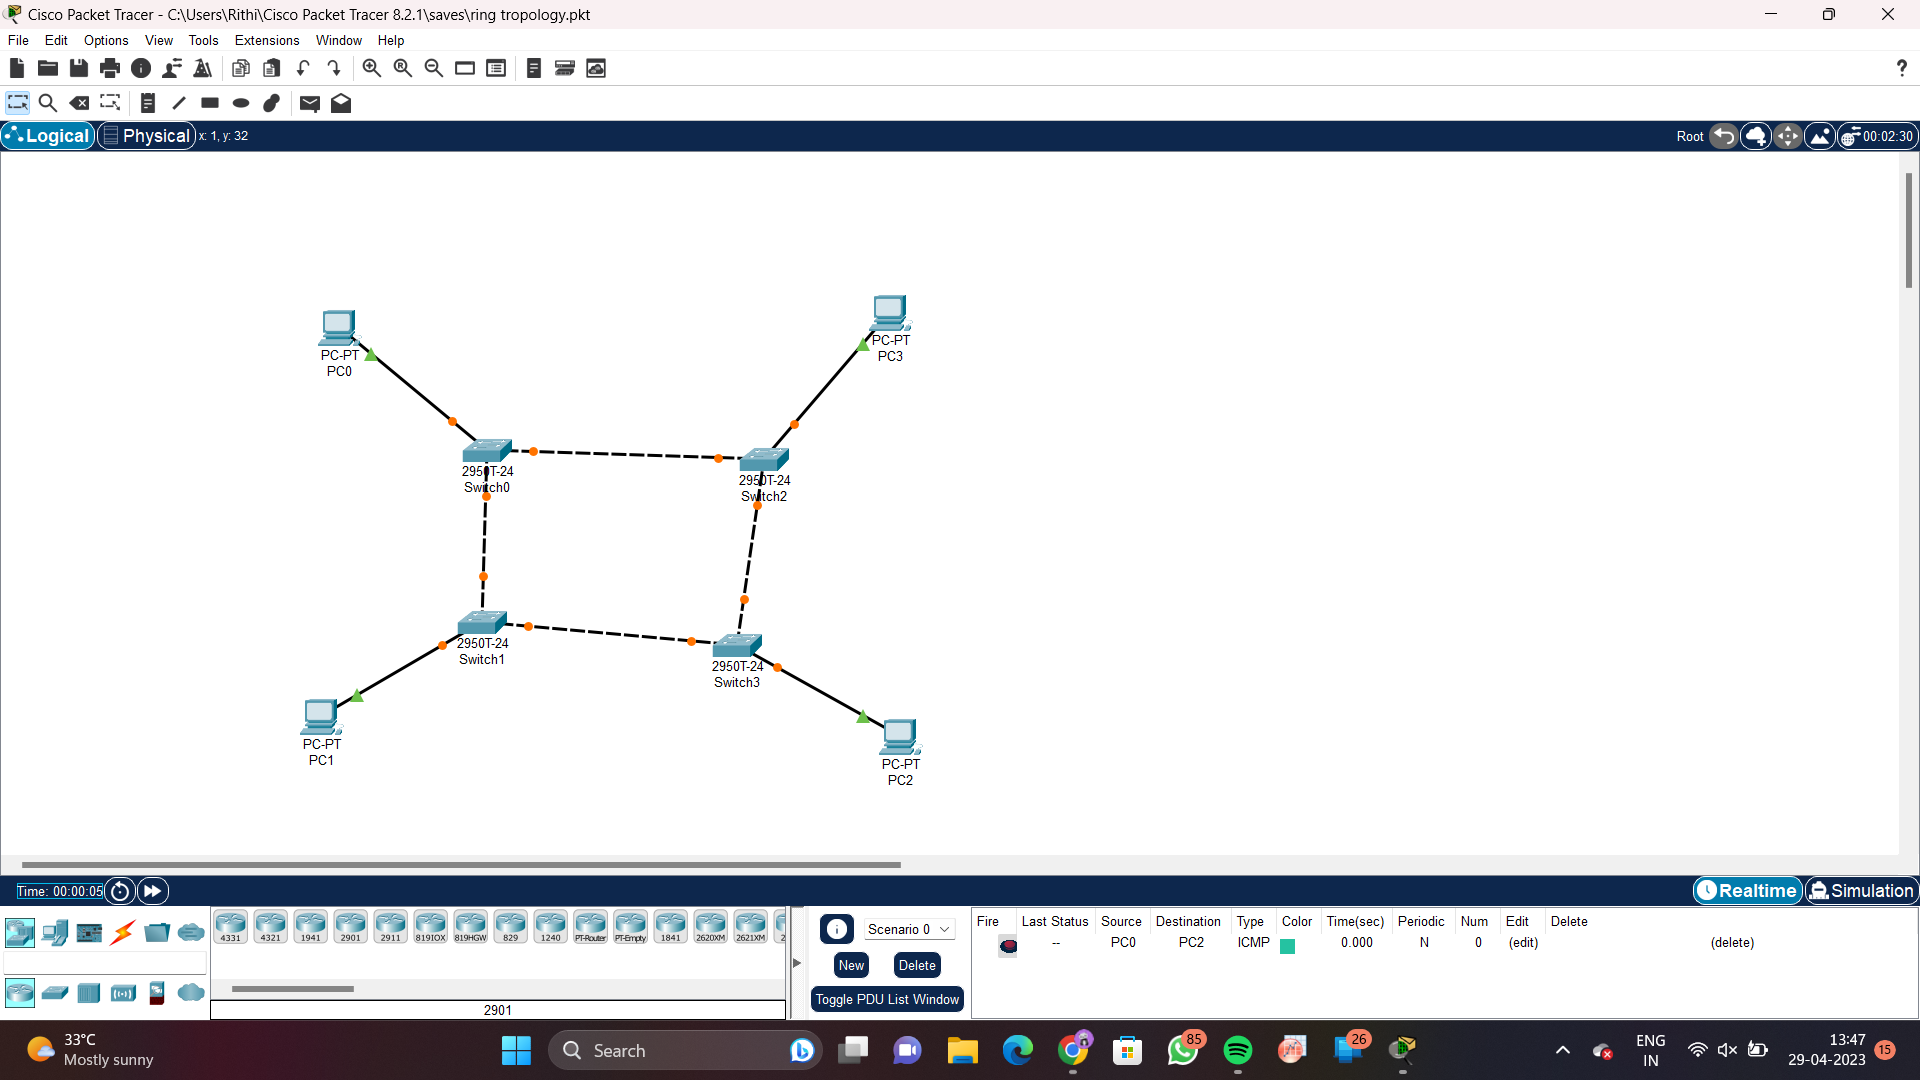 Cisco Packet Tracer - C:\Users\Rithi\Cisco Packet Tracer 8.2.1\saves\ring tropology.pkt
File Edit Options View Tools Extensions Window Help
?
Logical Physical x: 1, y: 32 Root 00:02:30
PC-PT
PC0
PC-PT
PC3
2950T-24
Switch0
2950T-24
Switch2
2950T-24
Switch1
2950T-24
Switch3
PC-PT
PC1
PC-PT
PC2
Time: 00:00:05 Realtime Simulation
4331 4321 1941 2901 2911 819IOX 819HGW 829 1240 PT-Router PT-Empty 1841 2620XM 2621XM 2
2901
Scenario 0
New Delete
Toggle PDU List Window
Fire Last Status Source Destination Type Color Time(sec) Periodic Num Edit Delete
-- PC0 PC2 ICMP 0.000 N 0 (edit) (delete)
33°C
Mostly sunny
Search
85
26
ENG
IN
13:47
29-04-2023
15